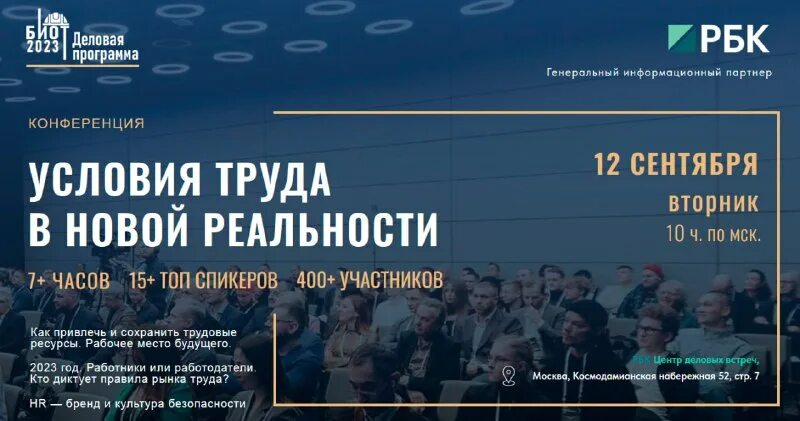 БИОТ
2023
Деловая
программа
РБК
Генеральный информационный партнер
КОНФЕРЕНЦИЯ
УСЛОВИЯ ТРУДА
В НОВОЙ РЕАЛЬНОСТИ
7+ ЧАСОВ 15+ ТОП СПИКЕРОВ 400+ УЧАСТНИКОВ
12 СЕНТЯБРЯ
вторник
10 ч. по мск.
Как привлечь и сохранить трудовые
ресурсы. Рабочее место будущего.
2023 год. Работники или работодатели.
Кто диктует правила рынка труда?
HR — бренд и культура безопасности
РБК Центр деловых встреч,
Москва, Космодамианская набережная 52, стр. 7